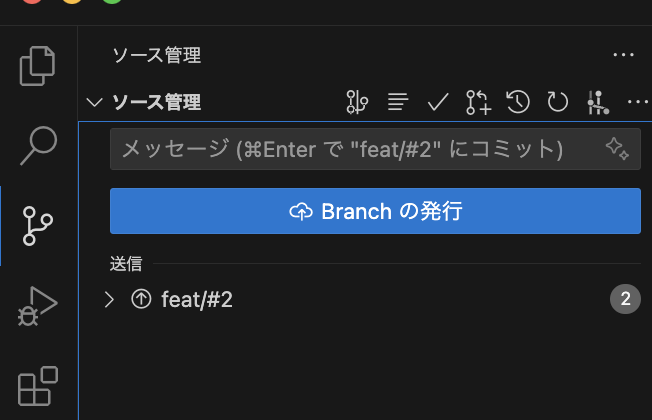 ソース管理
ソース管理
メッセージ (⌘Enter で "feat/#2" にコミット)
Branch の発行
送信
feat/#2
2